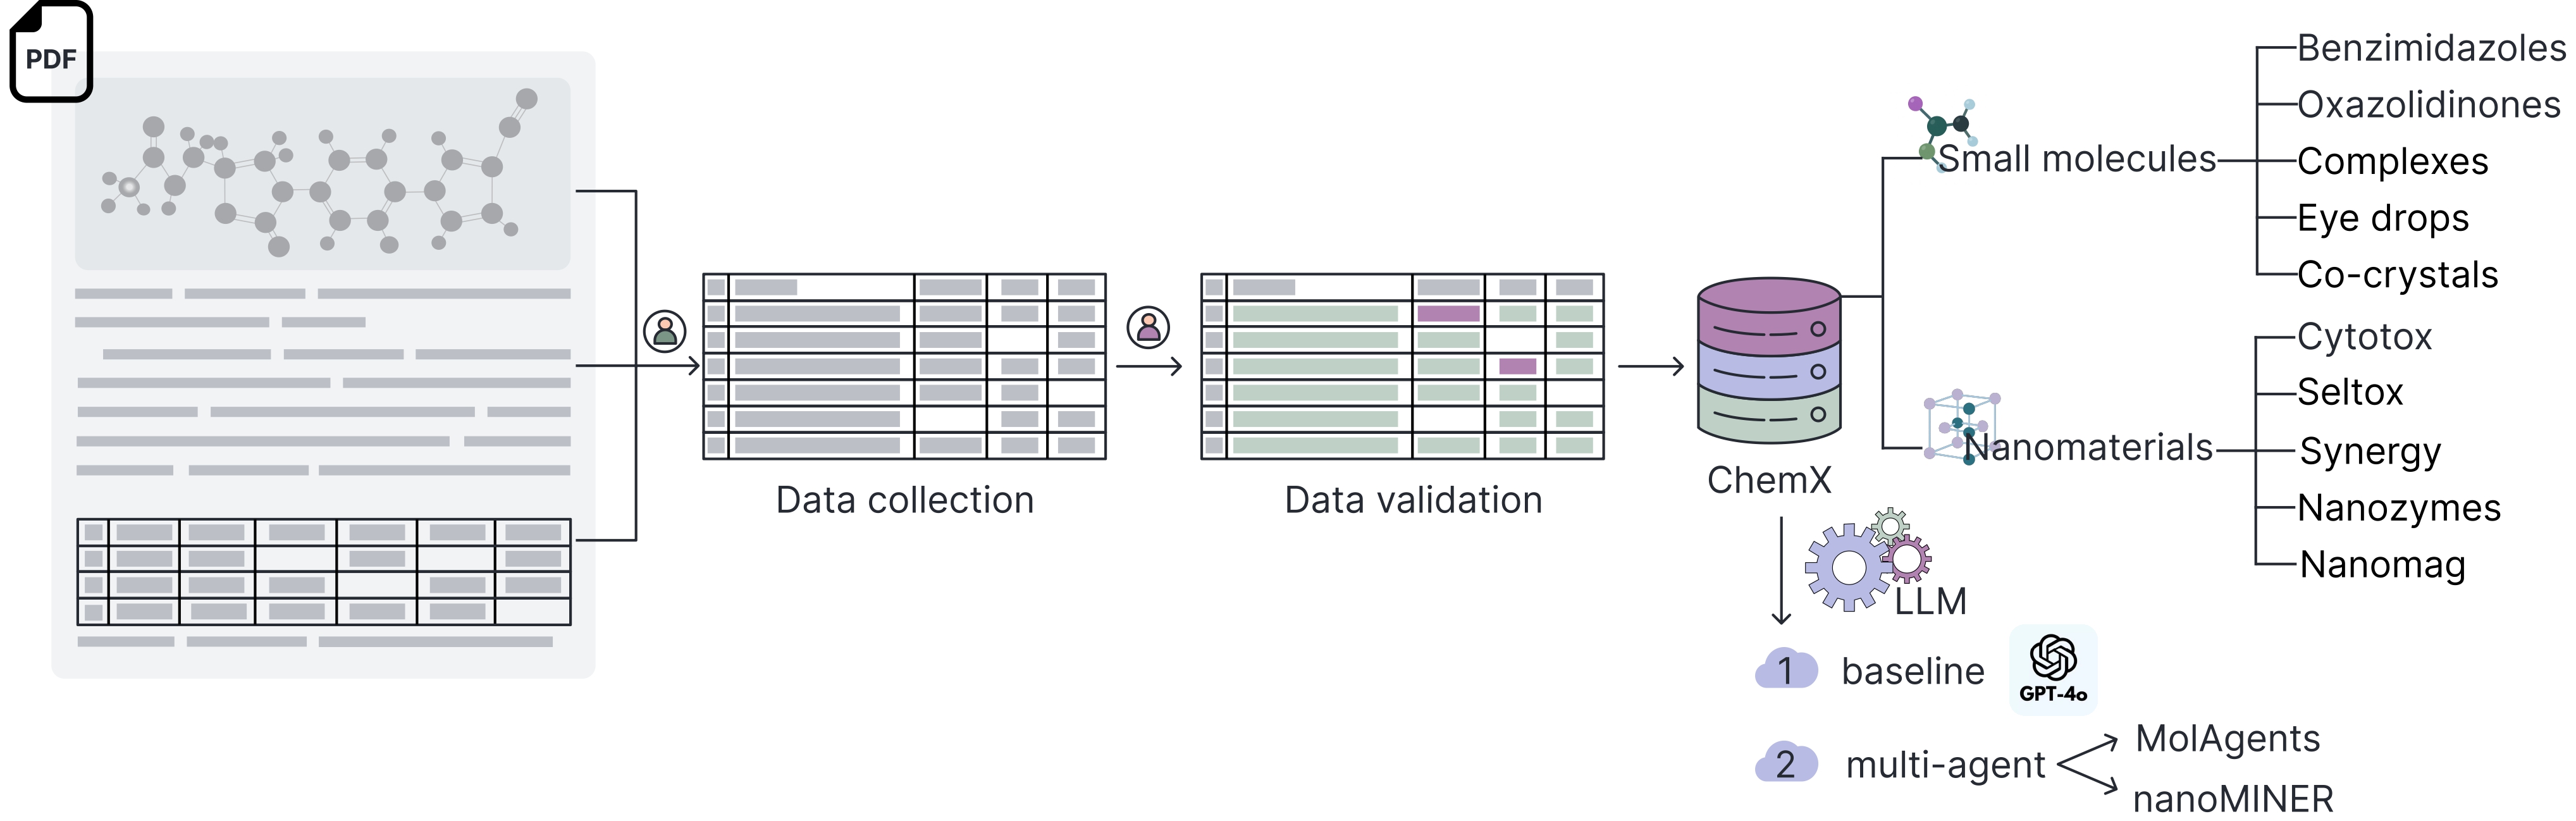 PDF
Data collection
Data validation
ChemX
Small molecules
Benzimidazoles
Oxazolidinones
Complexes
Eye drops
Co-crystals
Nanomaterials
Cytotox
Seltox
Synergy
Nanozymes
Nanomag
LLM
1 baseline
GPT-4o
2 multi-agent
MolAgents
nanoMINER